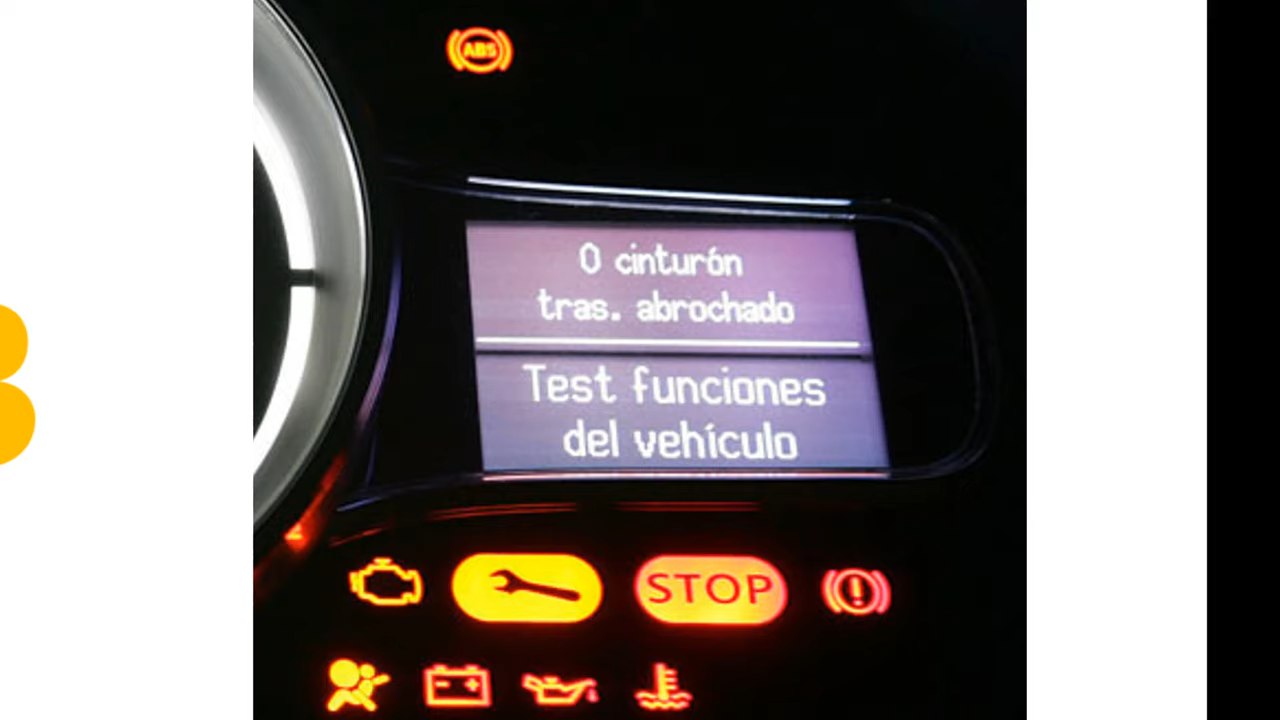 ABS
0 cinturón
tras. abrochado
Test funciones
del vehículo
STOP